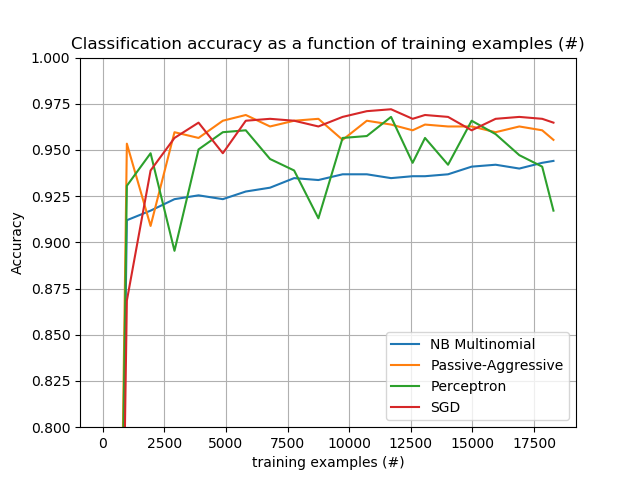 Classification accuracy as a function of training examples (#)
1.000
0.975
0.950
0.925
0.900
0.875
0.850
0.825
0.800
Accuracy
NB Multinomial
Passive-Aggressive
Perceptron
SGD
0 2500 5000 7500 10000 12500 15000 17500
training examples (#)